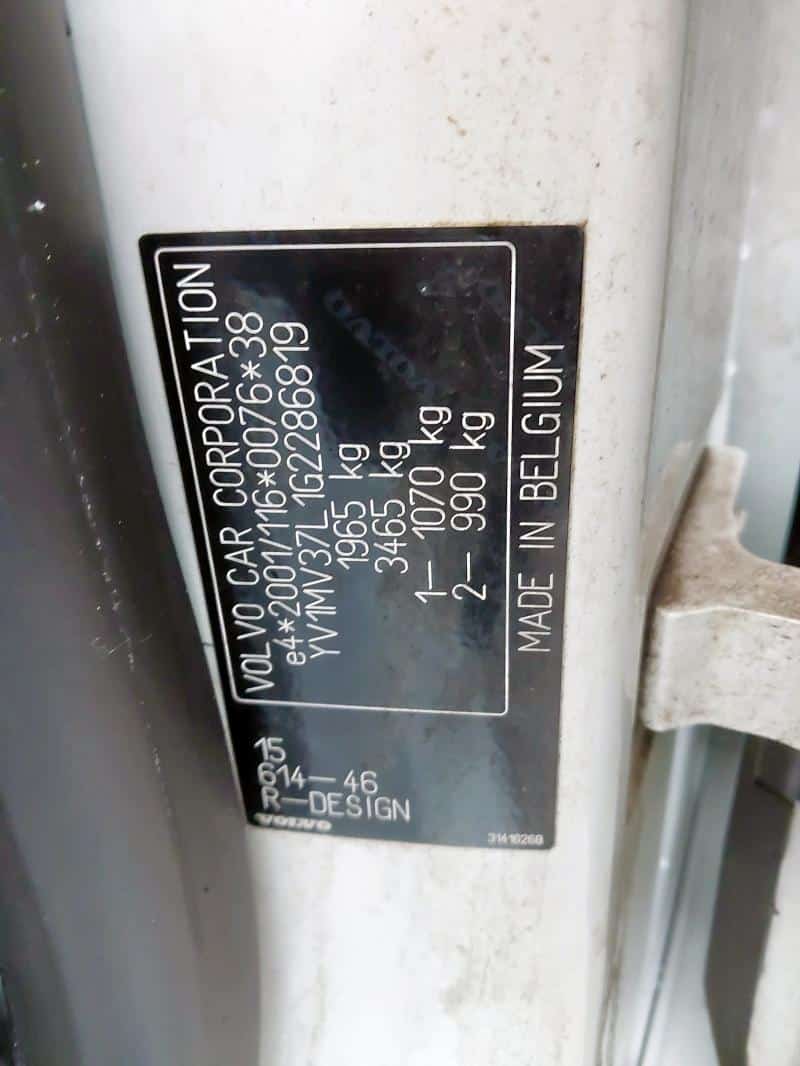 VOLVO CAR CORPORATION
e4*2001/116*0076*38
YV1MV37L1G2286819
1965 kg
3465 kg
1— 1070 kg
2— 990 kg
MADE IN BELGIUM
15
614— 46
R—DESIGN
VOLVO
31410268